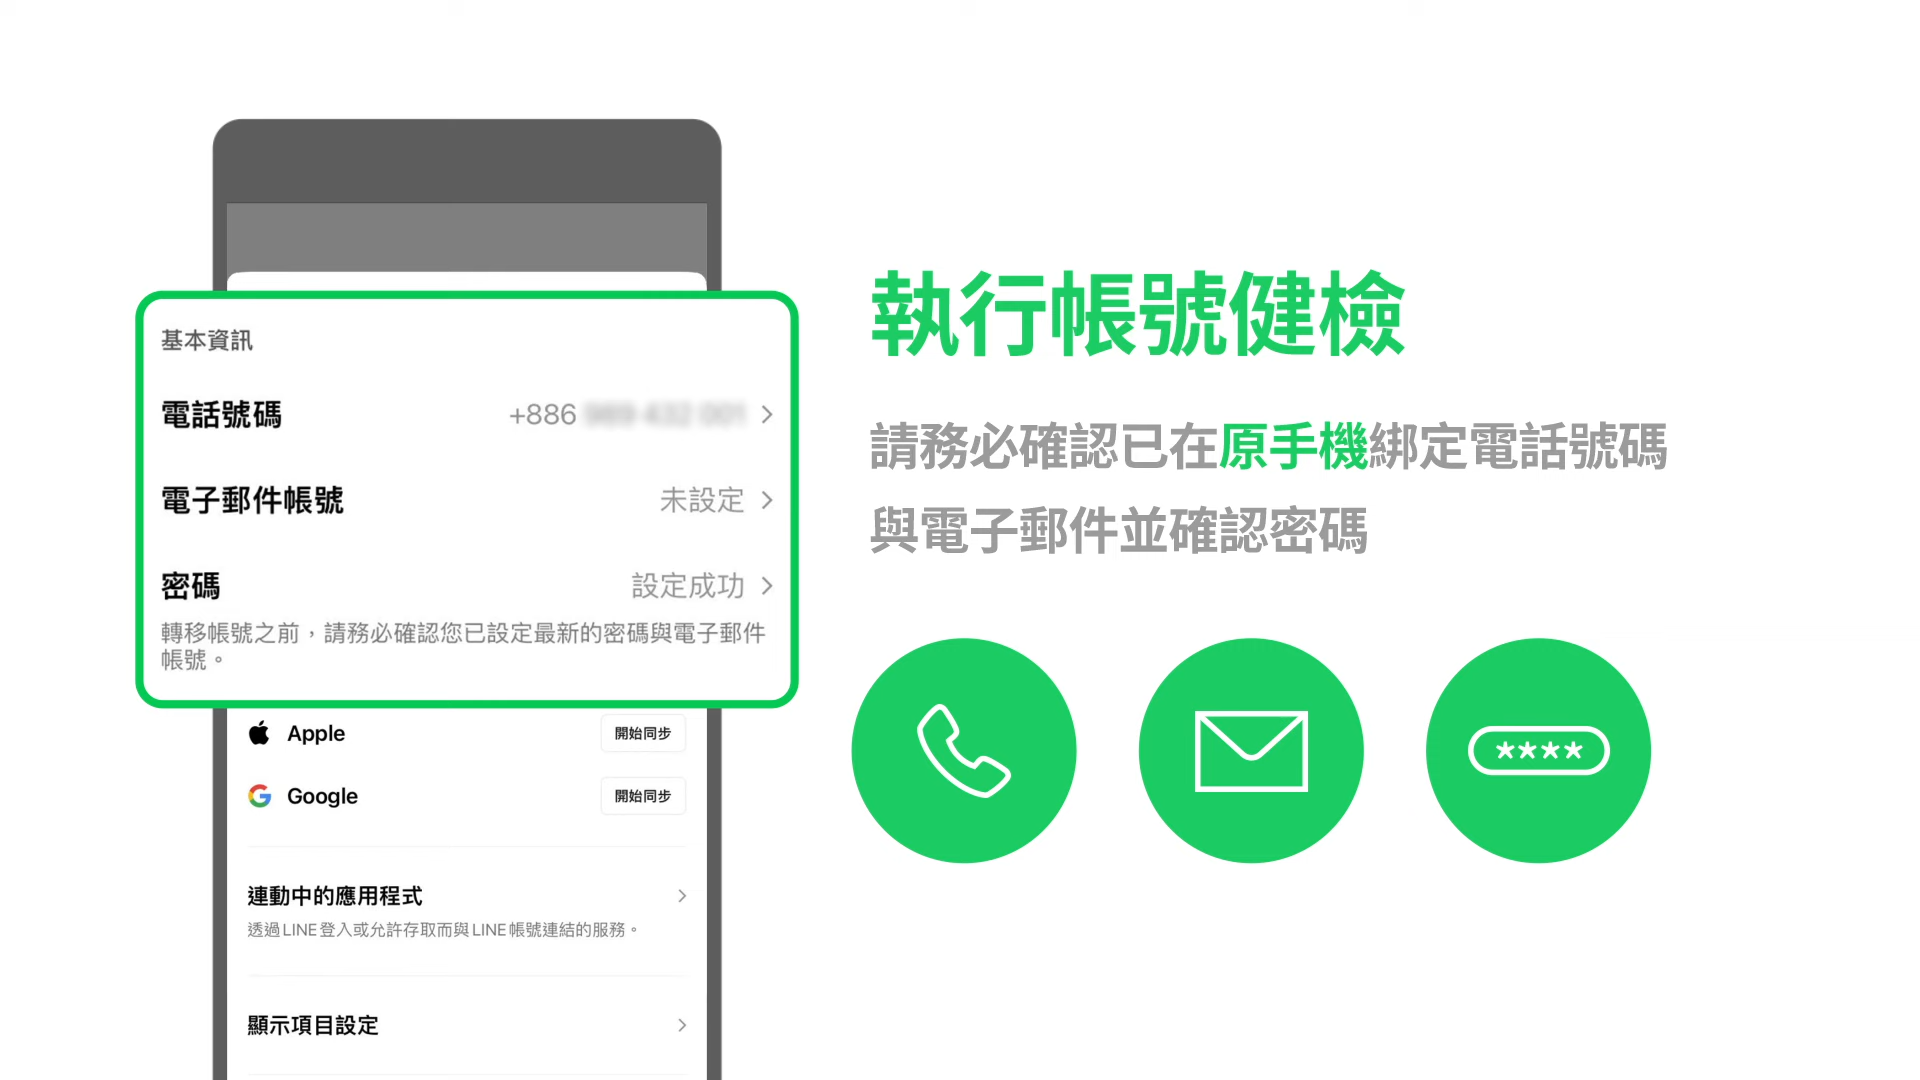 基本資訊
電話號碼
+886
電子郵件帳號
未設定
密碼
設定成功
轉移帳號之前，請務必確認您已設定最新的密碼與電子郵件
帳號。
Apple
開始同步
Google
開始同步
連動中的應用程式
透過LINE登入或允許存取而與LINE帳號連結的服務。
顯示項目設定
執行帳號健檢
請務必確認已在原手機綁定電話號碼
與電子郵件並確認密碼
****